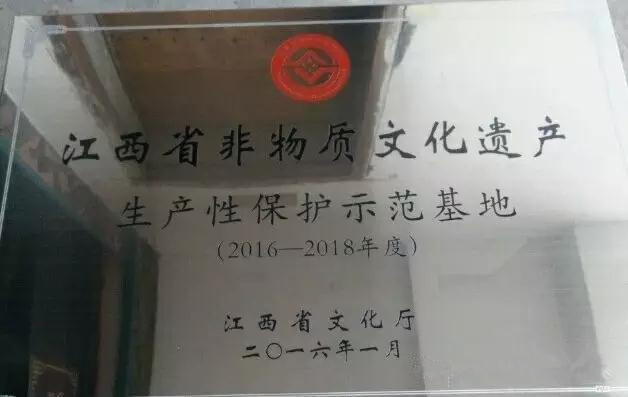 江西省非物质文化遗产
生产性保护示范基地
(2016—2018年度)
江西省文化厅
二〇一六年一月